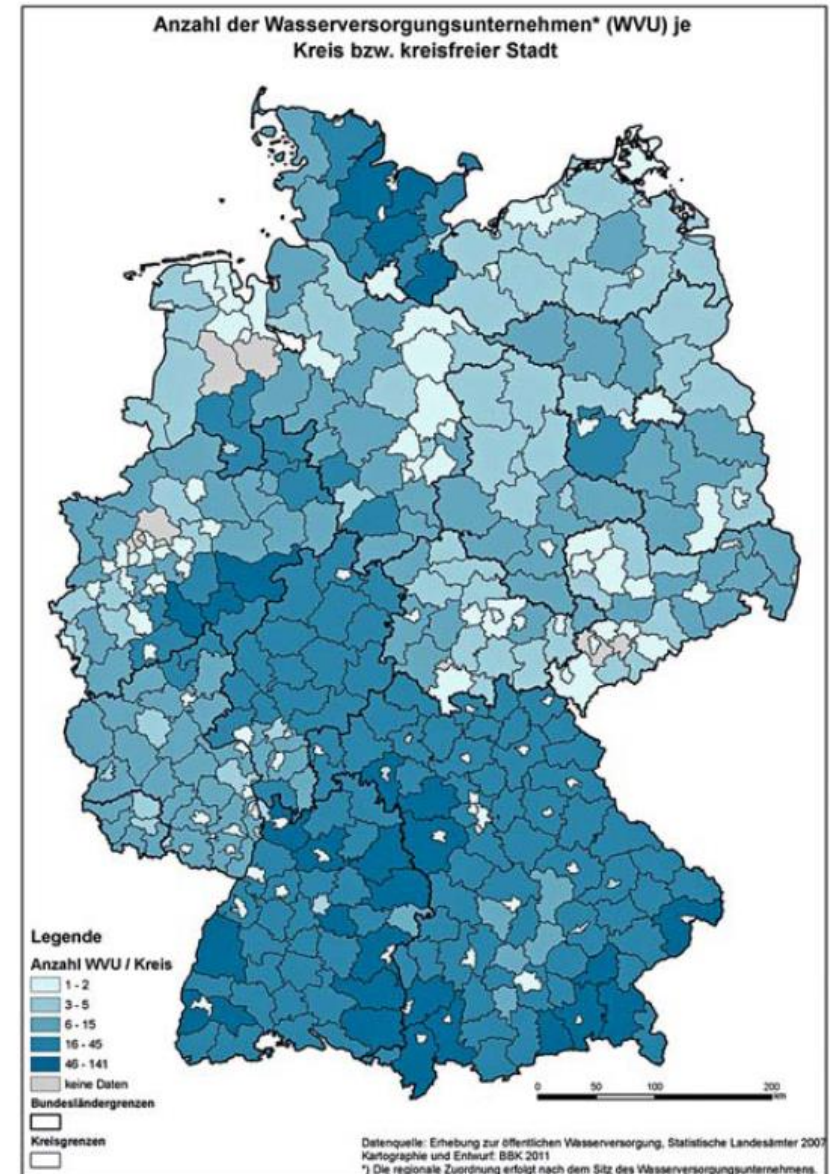 Anzahl der Wasserversorgungsunternehmen* (WVU) je
Kreis bzw. kreisfreier Stadt
Legende
Anzahl WVU / Kreis
1 - 2
3 - 5
6 - 15
16 - 45
46 - 141
keine Daten
Bundesländergrenzen
Kreisgrenzen
0 50 100 200
km
Datenquelle: Erhebung zur öffentlichen Wasserversorgung, Statistische Landesämter 2007
Kartographie und Entwurf: BBK 2011
*) Die regionale Zuordnung erfolgt nach dem Sitz des Wasserversorgungsunternehmens